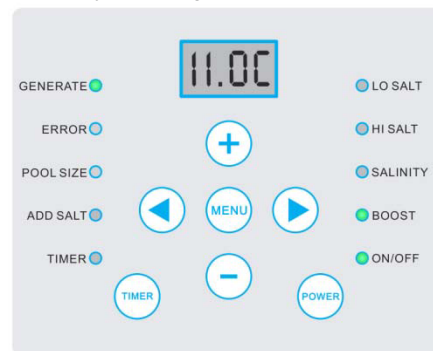 11.0C
GENERATE
LO SALT
ERROR
HI SALT
+
POOL SIZE
SALINITY
MENU
ADD SALT
BOOST
TIMER
ON/OFF
−
TIMER
POWER